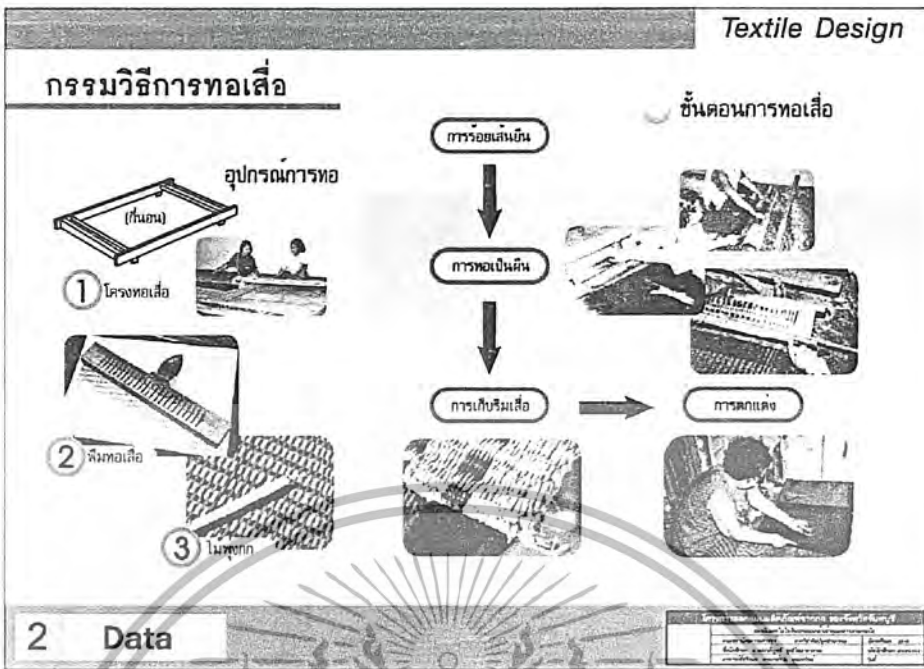 Textile Design
กรรมวิธีการทอเสื่อ
อุปกรณ์การทอ
(กี่นอน)
1 โครงทอเสื่อ
2 ฟืมทอเสื่อ
3 ไม้พุ่งกก
ขั้นตอนการทอเสื่อ
การร้อยเส้นยืน
การทอเป็นผืน
การเก็บริมเสื่อ
การตกแต่ง
2 Data